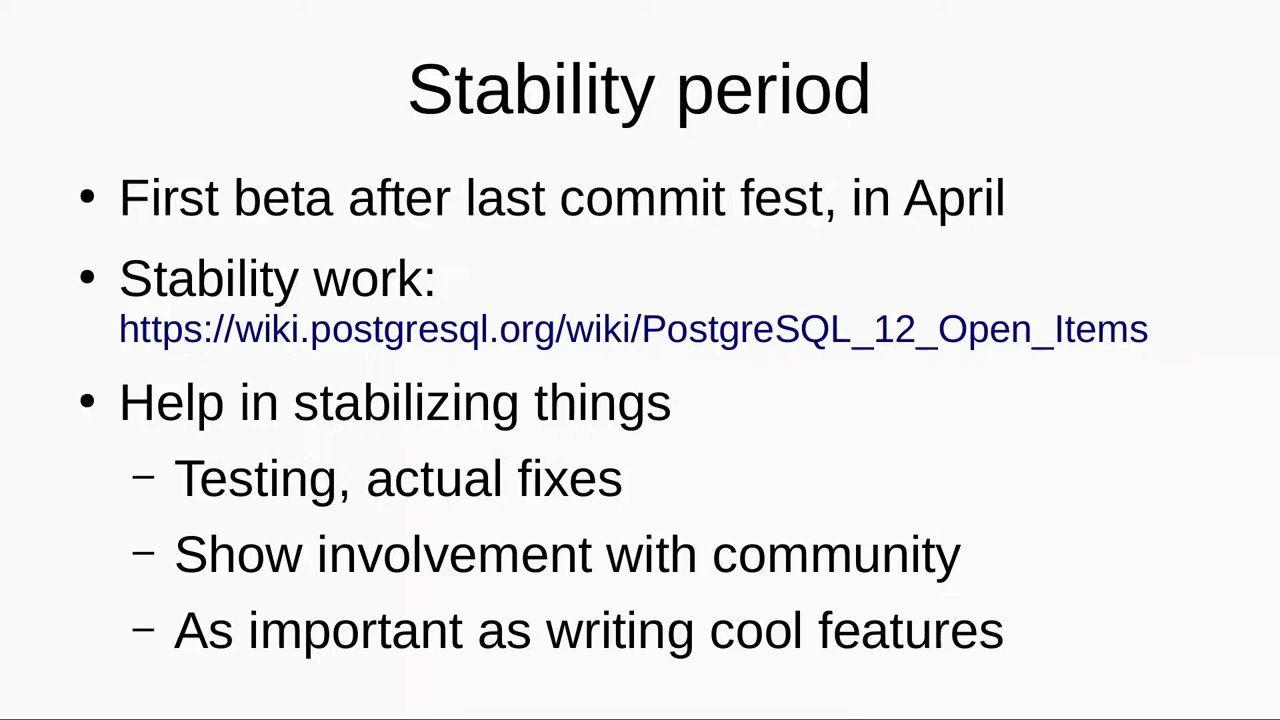 Stability period
• First beta after last commit fest, in April
• Stability work:
https://wiki.postgresql.org/wiki/PostgreSQL_12_Open_Items
• Help in stabilizing things
– Testing, actual fixes
– Show involvement with community
– As important as writing cool features